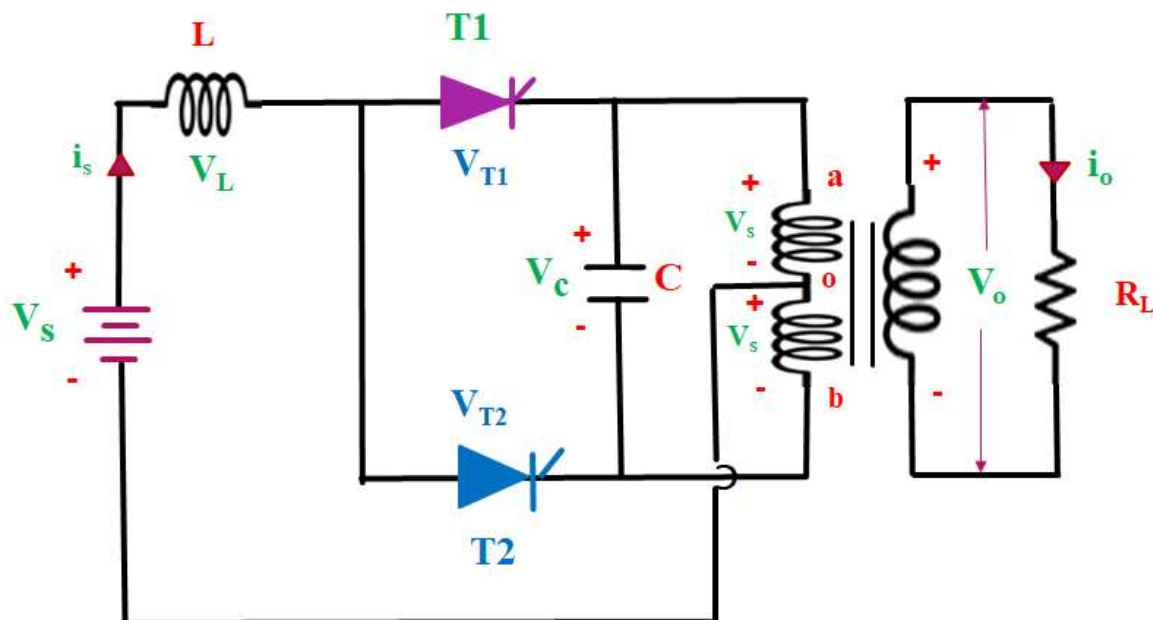 T1
L
V_T1
i_s
V_L
+
a
+
i_o
+
V_s
+
V_c
C
-
o
V_o
R_L
V_s
+
V_s
-
-
-
b
-
V_T2
T2